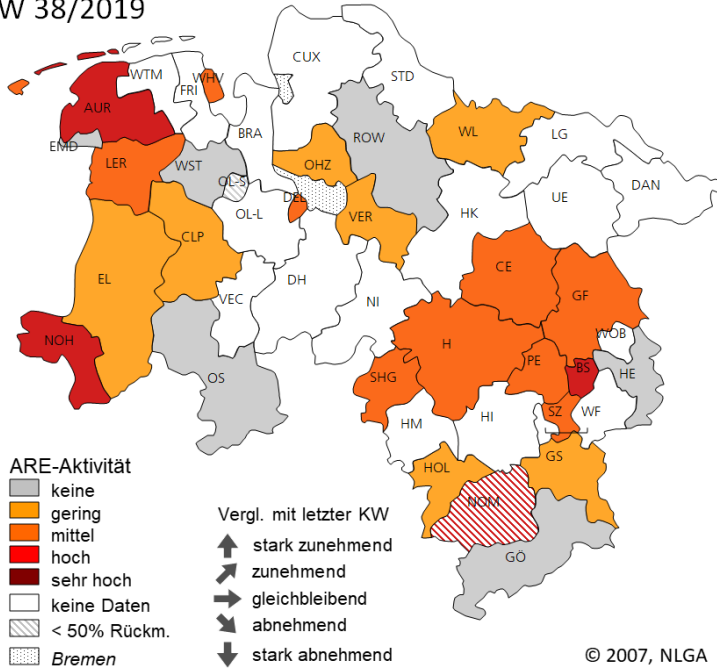 W 38/2019
CUX
STD
WTM
FRI
WHV
AUR
BRA
ROW
WL
LG
EMD
LER
WST
OHZ
OL-S
DAN
UE
DEL
OL-L
VER
HK
CLP
EL
DH
CE
VEC
NI
GF
NOH
H
WOB
OS
SHG
PE
BS
HE
SZ
WF
HM
HI
HOL
GS
NOM
GÖ
ARE-Aktivität
keine
gering
mittel
hoch
sehr hoch
keine Daten
< 50% Rückm.
Bremen
Vergl. mit letzter KW
stark zunehmend
zunehmend
gleichbleibend
abnehmend
stark abnehmend
© 2007, NLGA